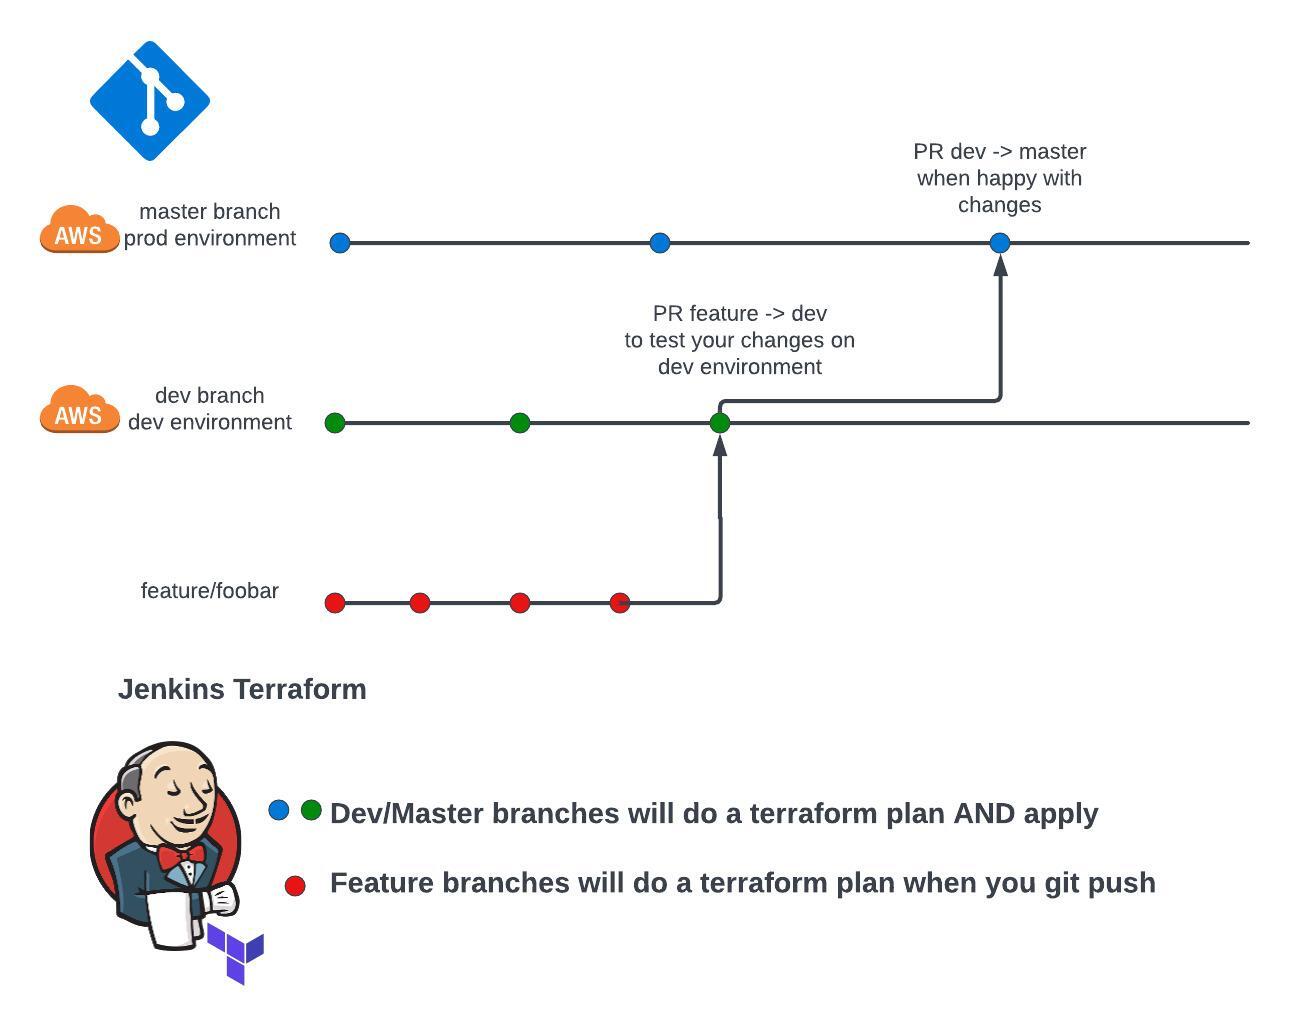 PR dev -> master
when happy with
changes
AWS
master branch
prod environment
PR feature -> dev
to test your changes on
dev environment
AWS
dev branch
dev environment
feature/foobar
Jenkins Terraform
Dev/Master branches will do a terraform plan AND apply
Feature branches will do a terraform plan when you git push